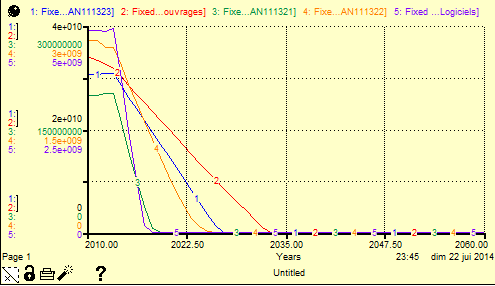 1: Fixe...AN111323] 2: Fixed ...ouvrages] 3: Fixe...AN111321] 4: Fixe...AN111322] 5: Fixed ...Logiciels]
1: 4e+010
2:
3: 300000000
4: 3e+009
5: 5e+009
1: 2e+010
2:
3: 150000000
4: 1.5e+009
5: 2.5e+009
1: 0
2:
3: 0
4: 0
5: 0
2010.00 2022.50 2035.00 2047.50 2060.00
Page 1 Years 23:45 dim 22 jui 2014
Untitled
?